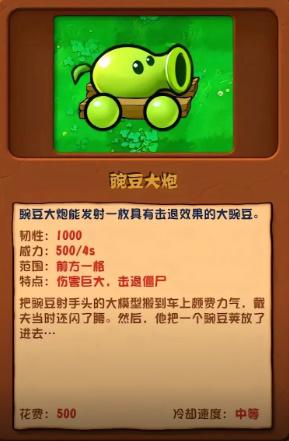 豌豆大炮
豌豆大炮能发射一枚具有击退效果的大豌豆。
韧性：1000
威力：500/4s
范围：前方一格
特点：伤害巨大，击退僵尸
把豌豆射手头的大模型搬到车上颇费力气，戴
夫当时还闪了腰。然后，他把一个豌豆荚放了
进去…
花费：500
冷却速度：中等